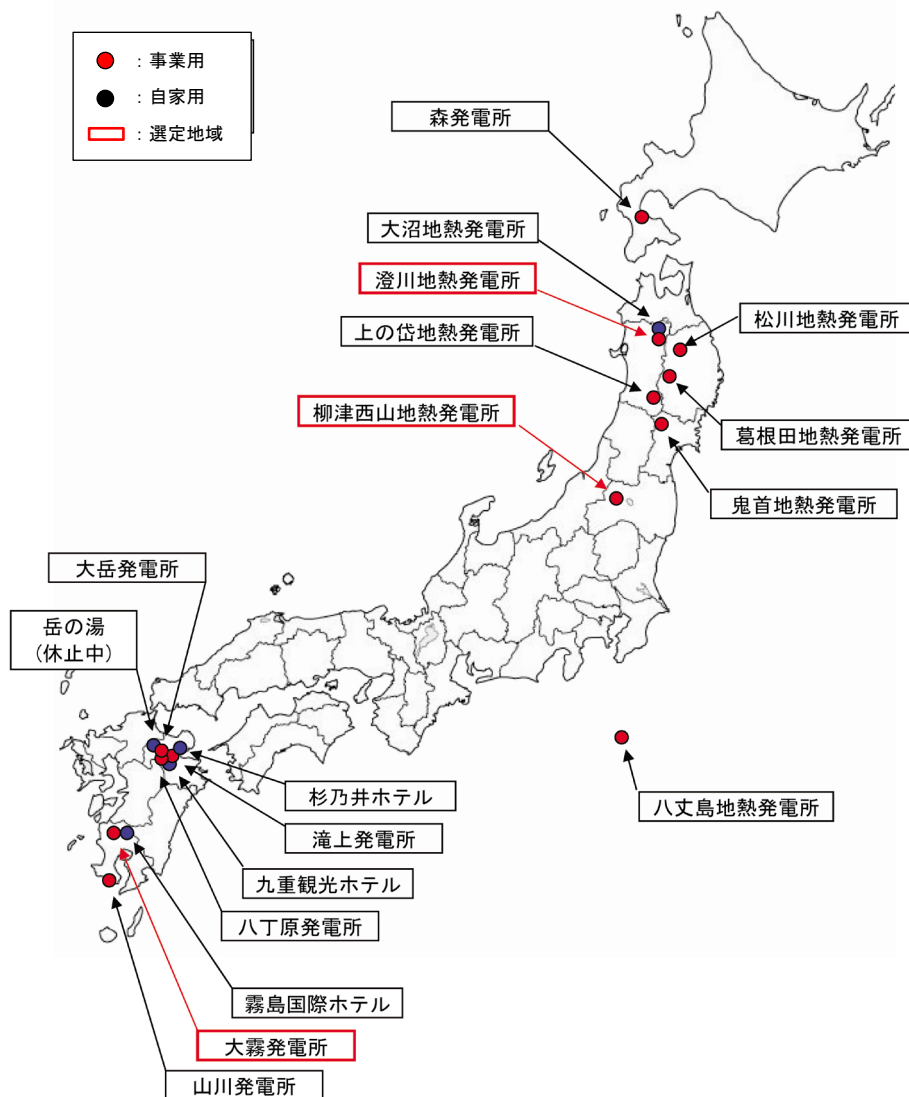 ：事業用
：自家用
：選定地域
森発電所
大沼地熱発電所
澄川地熱発電所
上の岱地熱発電所
松川地熱発電所
柳津西山地熱発電所
葛根田地熱発電所
鬼首地熱発電所
大岳発電所
岳の湯
（休止中）
杉乃井ホテル
八丈島地熱発電所
滝上発電所
九重観光ホテル
八丁原発電所
霧島国際ホテル
大霧発電所
山川発電所